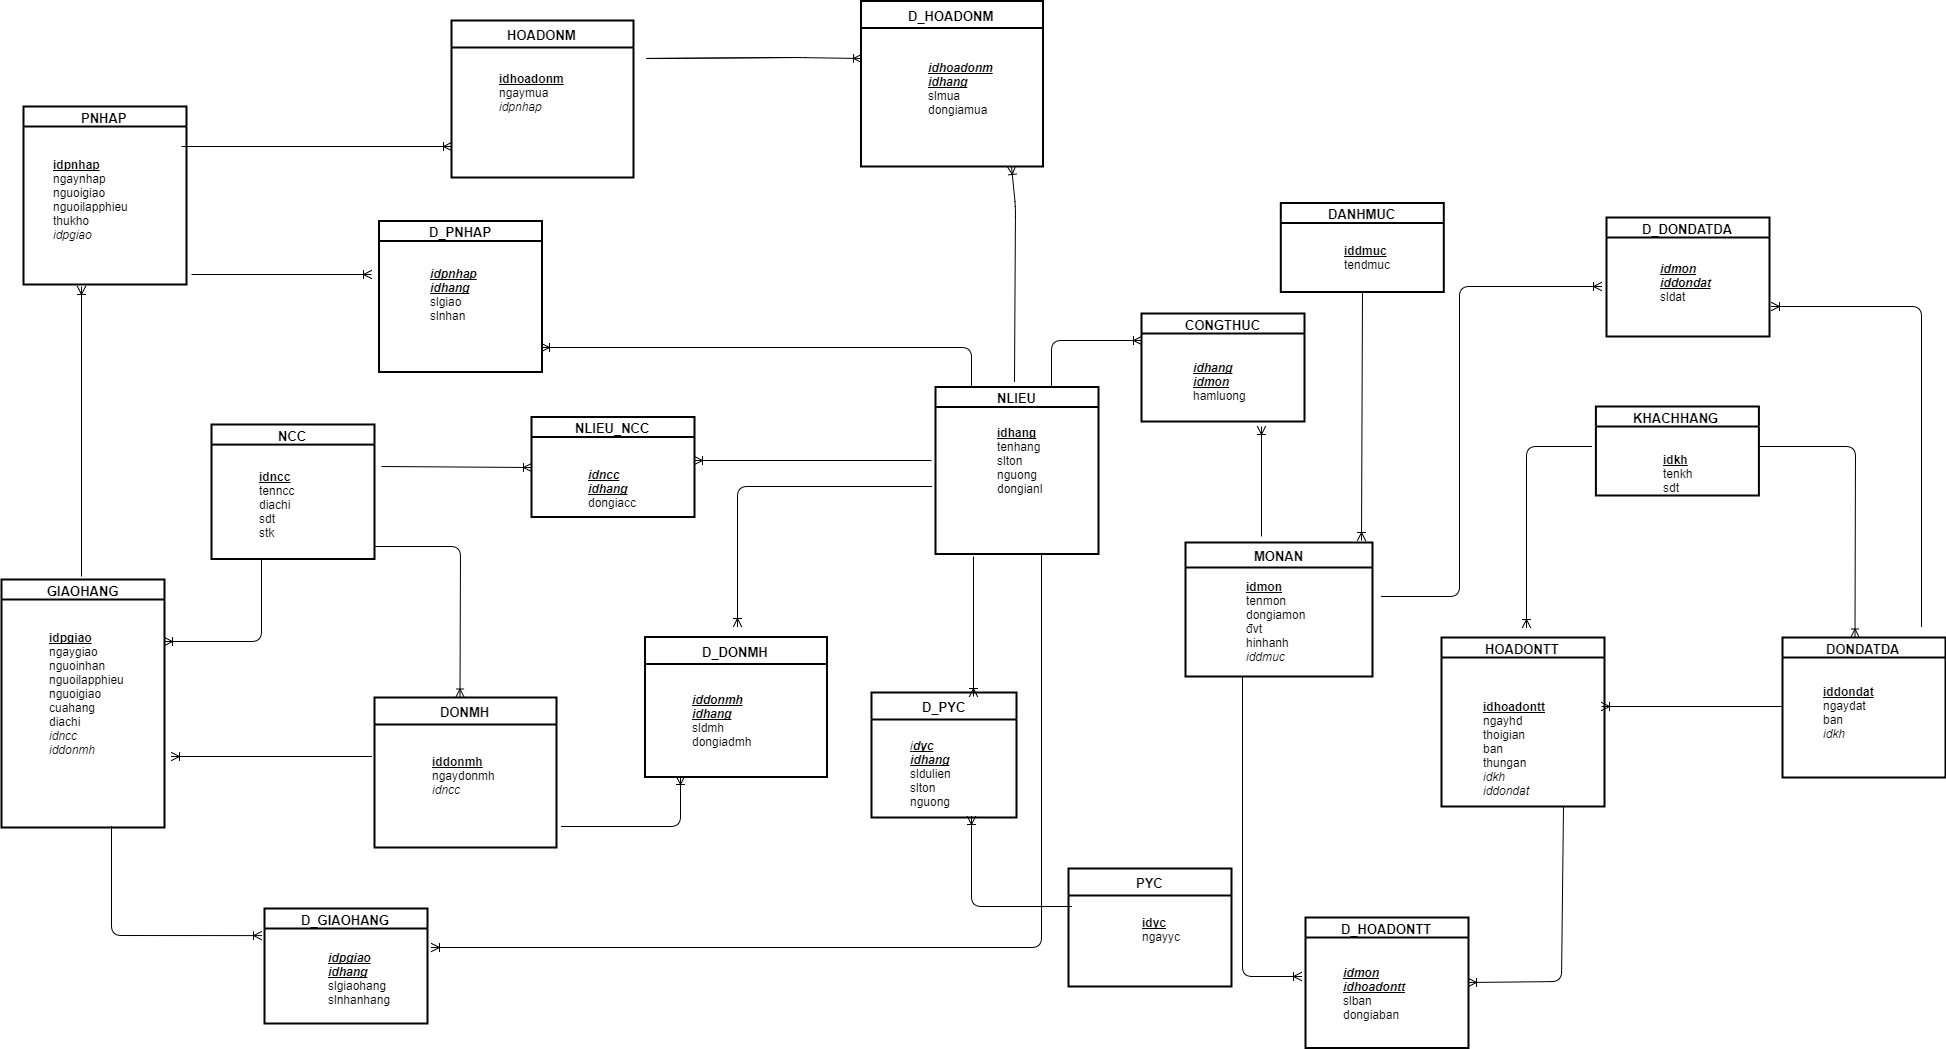 D_HOADONM
idhoadonm
idhang
slmua
dongiamua
HOADONM
idhoadonm
ngaymua
idpnhap
PNHAP
idpnhap
ngaynhap
nguoigiao
nguoilapphieu
thukho
idpgiao
D_PNHAP
idpnhap
idhang
slgiao
slnhan
DANHMUC
iddmuc
tendmuc
D_DONDATDA
idmon
iddondat
sldat
CONGTHUC
idhang
idmon
hamluong
NLIEU
idhang
tenhang
slton
nguong
dongianl
KHACHHANG
idkh
tenkh
sdt
NCC
idncc
tenncc
diachi
sdt
stk
NLIEU_NCC
idncc
idhang
dongiacc
MONAN
idmon
tenmon
dongiamon
đvt
hinhanh
iddmuc
GIAOHANG
idpgiao
ngaygiao
nguoinhan
nguoilapphieu
nguoigiao
cuahang
diachi
idncc
iddonmh
D_DONMH
iddonmh
idhang
sldmh
dongiadmh
HOADONTT
idhoadontt
ngayhd
thoigian
ban
thungan
idkh
iddondat
DONDATDA
iddondat
ngaydat
ban
idkh
DONMH
iddonmh
ngaydonmh
idncc
D_PYC
idyc
idhang
sldulien
slton
nguong
PYC
idyc
ngayyc
D_GIAOHANG
idpgiao
idhang
slgiaohang
slnhanhang
D_HOADONTT
idmon
idhoadontt
slban
dongiaban